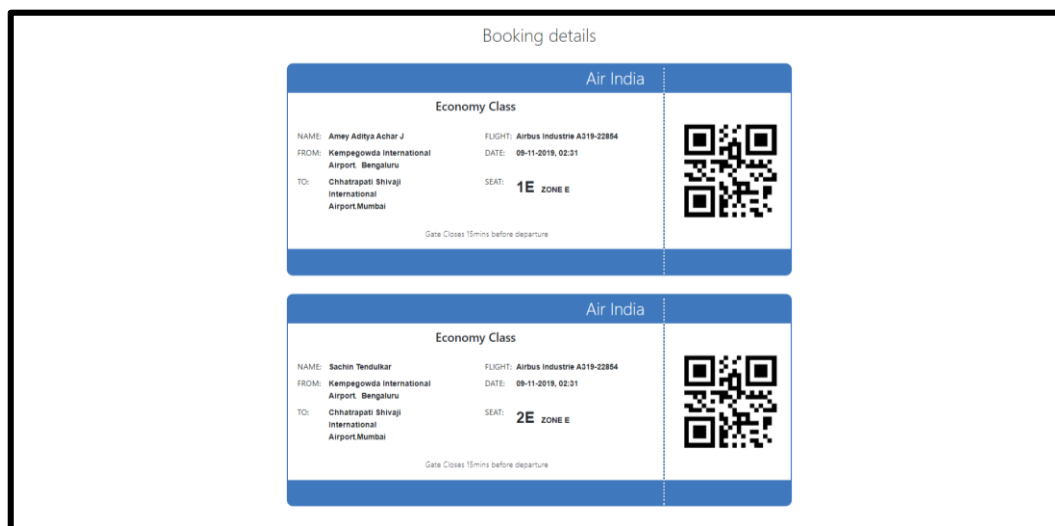 Booking details
Air India
Economy Class
NAME: Amey Aditya Achar J FLIGHT: Airbus Industrie A319-22854
FROM: Kempegowda International DATE: 09-11-2019, 02:31
Airport. Bengaluru
TO: Chhatrapati Shivaji SEAT: 1E ZONE E
International
Airport.Mumbai
Gate Closes 15mins before departure
Air India
Economy Class
NAME: Sachin Tendulkar FLIGHT: Airbus Industrie A319-22854
FROM: Kempegowda International DATE: 09-11-2019, 02:31
Airport. Bengaluru
TO: Chhatrapati Shivaji SEAT: 2E ZONE E
International
Airport.Mumbai
Gate Closes 15mins before departure